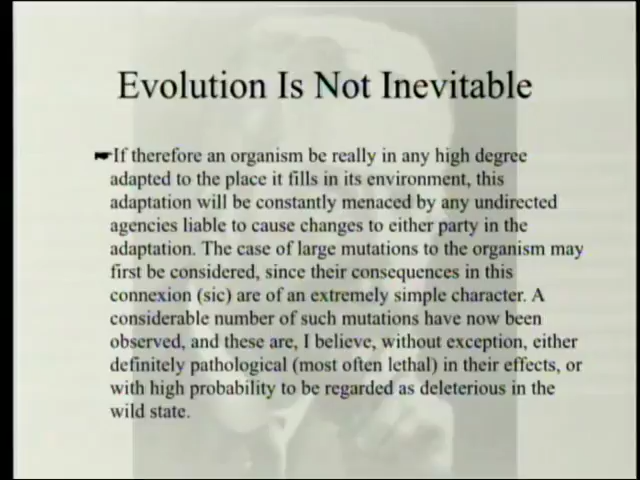 Evolution Is Not Inevitable
☛If therefore an organism be really in any high degree
adapted to the place it fills in its environment, this
adaptation will be constantly menaced by any undirected
agencies liable to cause changes to either party in the
adaptation. The case of large mutations to the organism may
first be considered, since their consequences in this
connexion (sic) are of an extremely simple character. A
considerable number of such mutations have now been
observed, and these are, I believe, without exception, either
definitely pathological (most often lethal) in their effects, or
with high probability to be regarded as deleterious in the
wild state.